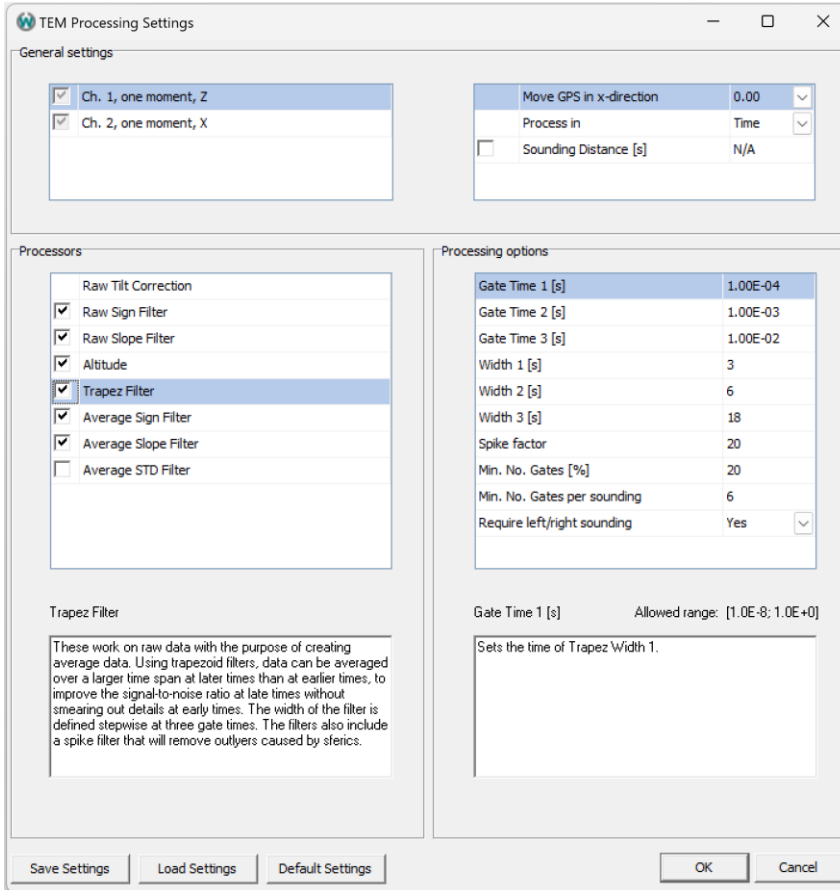 TEM Processing Settings
General settings
Ch. 1, one moment, Z
Ch. 2, one moment, X
Move GPS in x-direction 0.00
Process in Time
Sounding Distance [s] N/A
Processors
Raw Tilt Correction
Raw Sign Filter
Raw Slope Filter
Altitude
Trapez Filter
Average Sign Filter
Average Slope Filter
Average STD Filter
Trapez Filter
These work on raw data with the purpose of creating
average data. Using trapezoid filters, data can be averaged
over a larger time span at later times than at earlier times, to
improve the signal-to-noise ratio at late times without
smearing out details at early times. The width of the filter is
defined stepwise at three gate times. The filters also include
a spike filter that will remove outlyers caused by sferics.
Processing options
Gate Time 1 [s] 1.00E-04
Gate Time 2 [s] 1.00E-03
Gate Time 3 [s] 1.00E-02
Width 1 [s] 3
Width 2 [s] 6
Width 3 [s] 18
Spike factor 20
Min. No. Gates [%] 20
Min. No. Gates per sounding 6
Require left/right sounding Yes
Gate Time 1 [s] Allowed range: [1.0E-8; 1.0E+0]
Sets the time of Trapez Width 1.
Save Settings Load Settings Default Settings OK Cancel